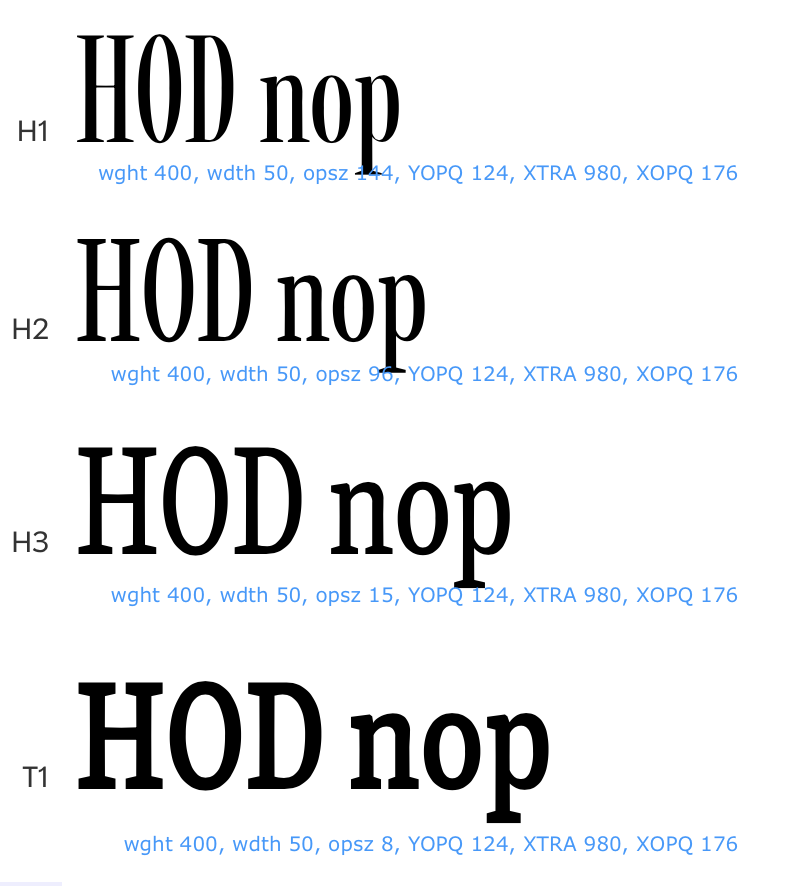 H1 HOD nop
wght 400, wdth 50, opsz 144, YOPQ 124, XTRA 980, XOPQ 176
H2 HOD nop
wght 400, wdth 50, opsz 96, YOPQ 124, XTRA 980, XOPQ 176
H3 HOD nop
wght 400, wdth 50, opsz 15, YOPQ 124, XTRA 980, XOPQ 176
T1 HOD nop
wght 400, wdth 50, opsz 8, YOPQ 124, XTRA 980, XOPQ 176